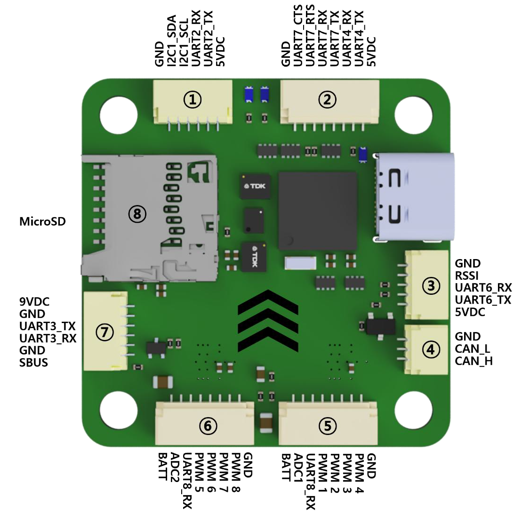 GND
I2C1_SDA
I2C1_SCL
UART2_RX
UART2_TX
5VDC
GND
UART7_CTS
UART7_RTS
UART7_RX
UART7_TX
UART4_RX
UART4_TX
5VDC
①
②
TDK
TDK
⑧
MicroSD
③
GND
RSSI
UART6_RX
UART6_TX
5VDC
④
GND
CAN_L
CAN_H
⑦
9VDC
GND
UART3_TX
UART3_RX
GND
SBUS
⑥
⑤
BATT
ADC2
UART8_RX
PWM 5
PWM 6
PWM 7
PWM 8
GND
BATT
ADC1
UART8_RX
PWM 1
PWM 2
PWM 3
PWM 4
GND